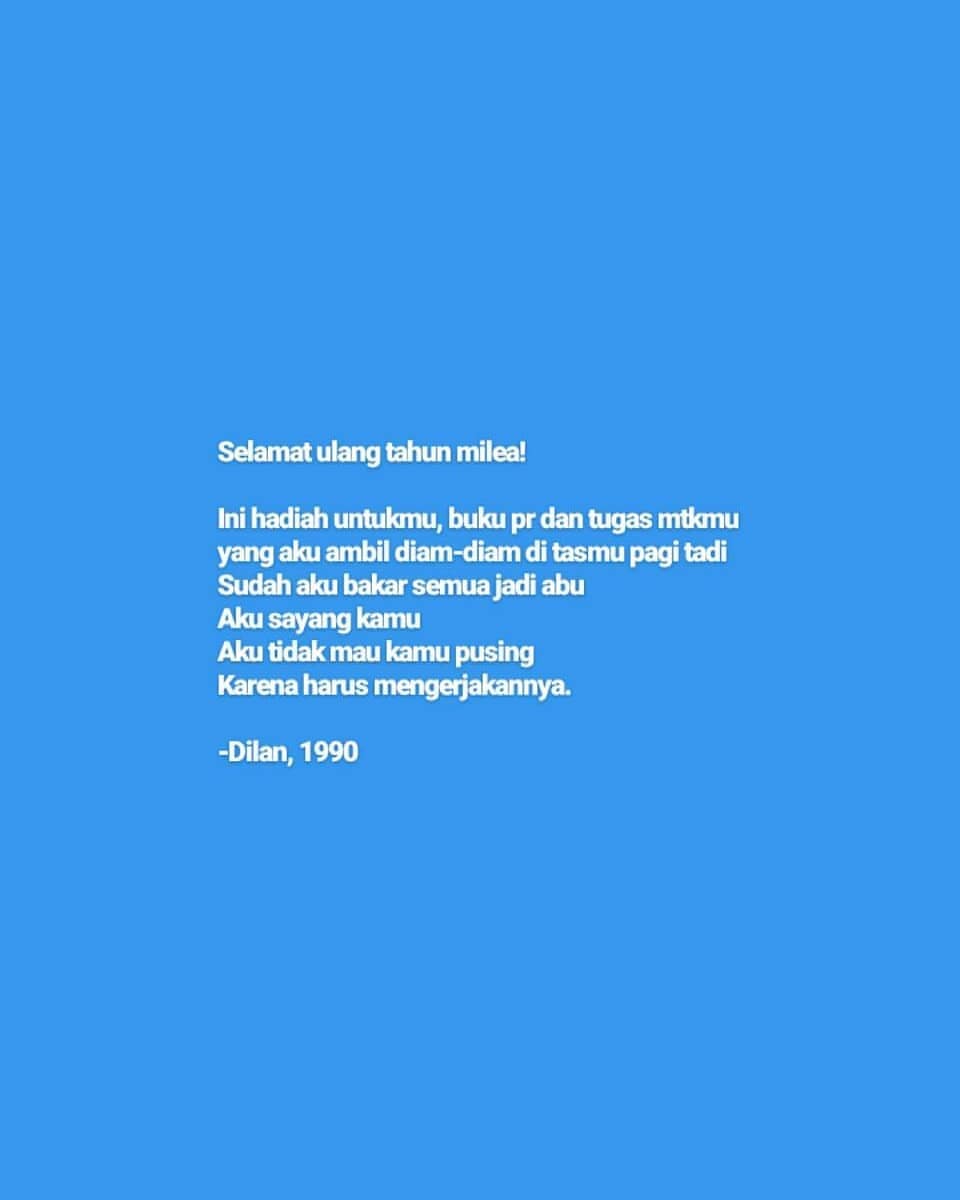 Selamat ulang tahun milea!
Ini hadiah untukmu, buku pr dan tugas mtkmu
yang aku ambil diam-diam di tasmu pagi tadi
Sudah aku bakar semua jadi abu
Aku sayang kamu
Aku tidak mau kamu pusing
Karena harus mengerjakannya.
-Dilan, 1990